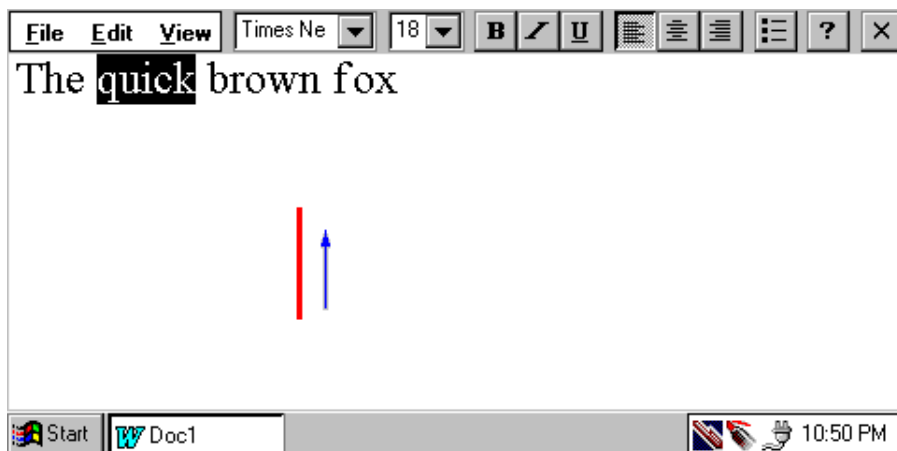 File Edit View Times Ne 18 B I U ?
The quick brown fox
Start Doc1 10:50 PM